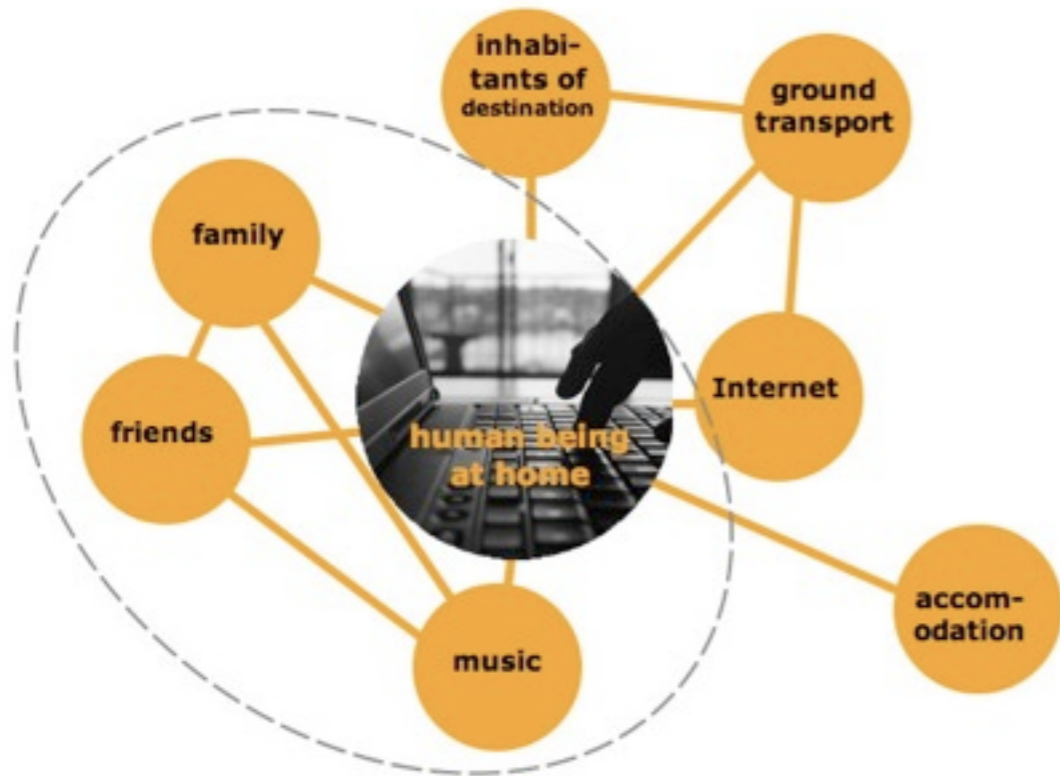 inhabi-
tants of
destination
ground
transport
family
Internet
friends
human being
at home
accom-
odation
music